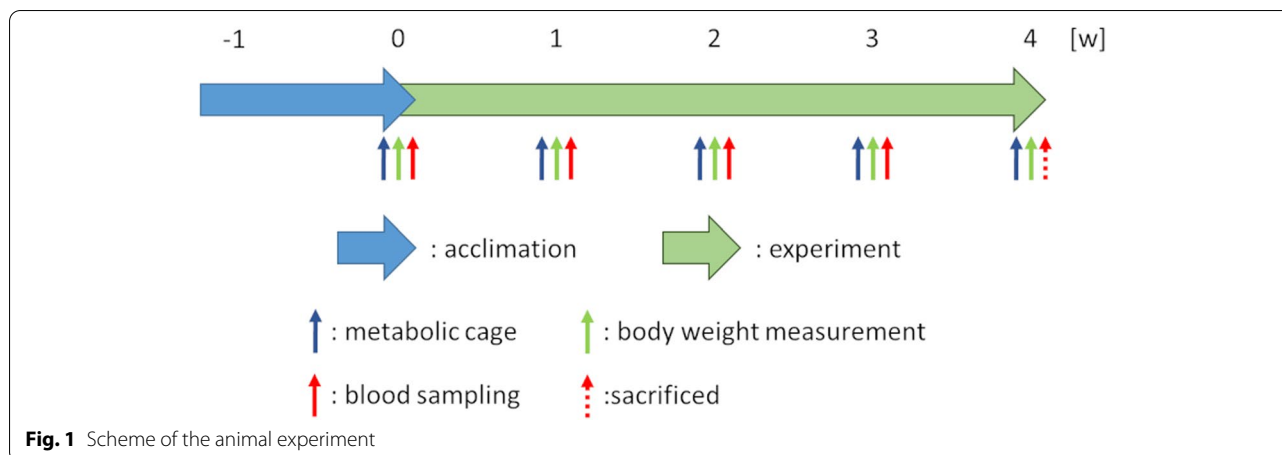 -1 0 1 2 3 4 [w]
: acclimation : experiment
: metabolic cage : body weight measurement
: blood sampling :sacrificed
Fig. 1 Scheme of the animal experiment